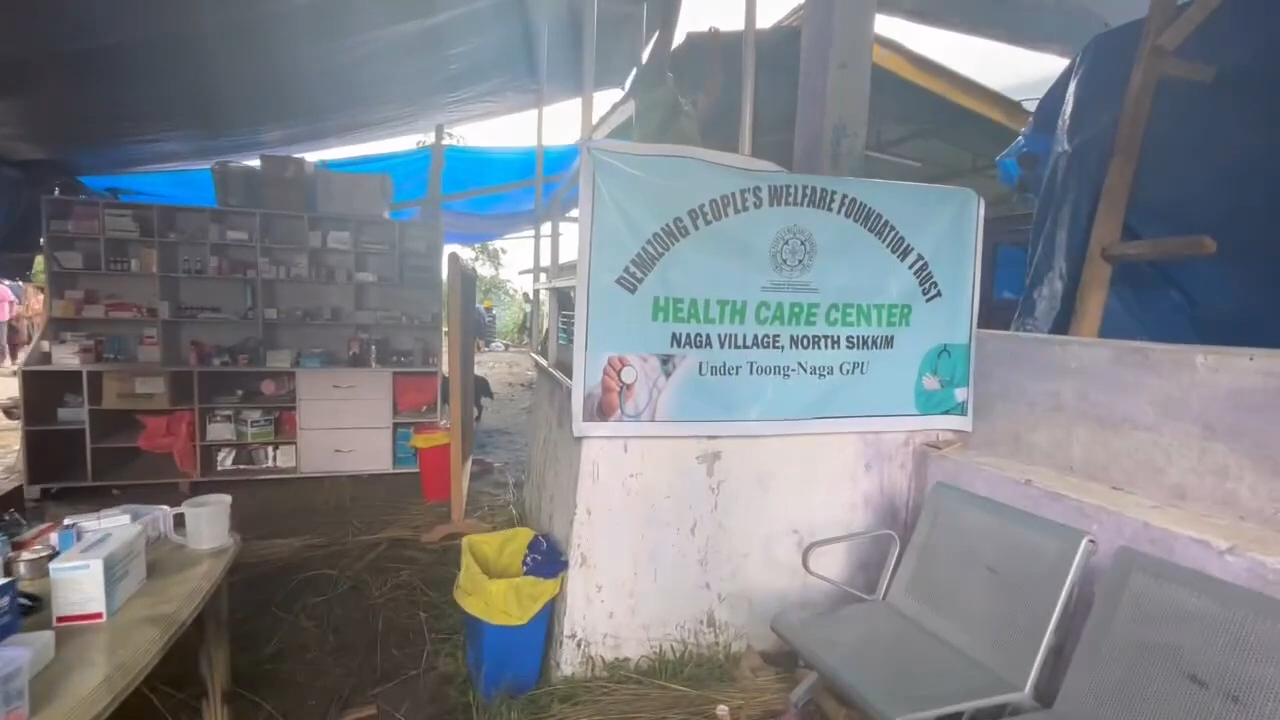 DEMAZONG PEOPLE'S WELFARE FOUNDATION TRUST
HEALTH CARE CENTER
NAGA VILLAGE, NORTH SIKKIM
Under Toong-Naga GPU